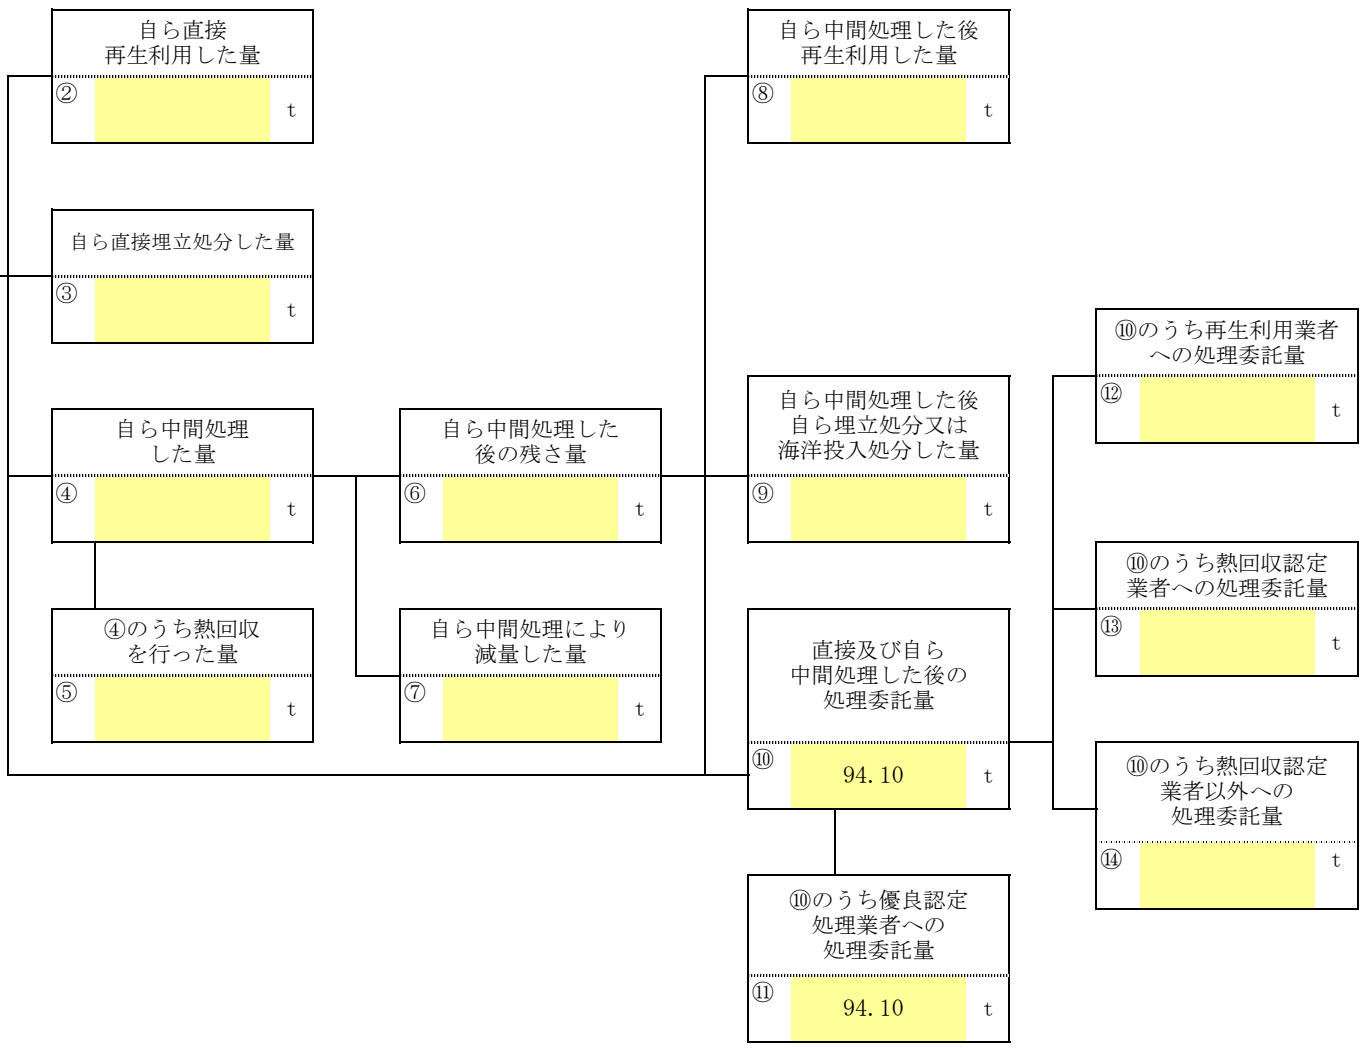 自ら直接
再生利用した量
②
t
自ら中間処理した後
再生利用した量
⑧
t
自ら直接埋立処分した量
③
t
⑩のうち再生利用業者
への処理委託量
⑫
t
自ら中間処理
した量
④
t
自ら中間処理した
後の残さ量
⑥
t
自ら中間処理した後
自ら埋立処分又は
海洋投入処分した量
⑨
t
⑩のうち熱回収認定
業者への処理委託量
⑬
t
④のうち熱回収
を行った量
⑤
t
自ら中間処理により
減量した量
⑦
t
直接及び自ら
中間処理した後の
処理委託量
⑩
94.10
t
⑩のうち熱回収認定
業者以外への
処理委託量
⑭
t
⑩のうち優良認定
処理業者への
処理委託量
⑪
94.10
t